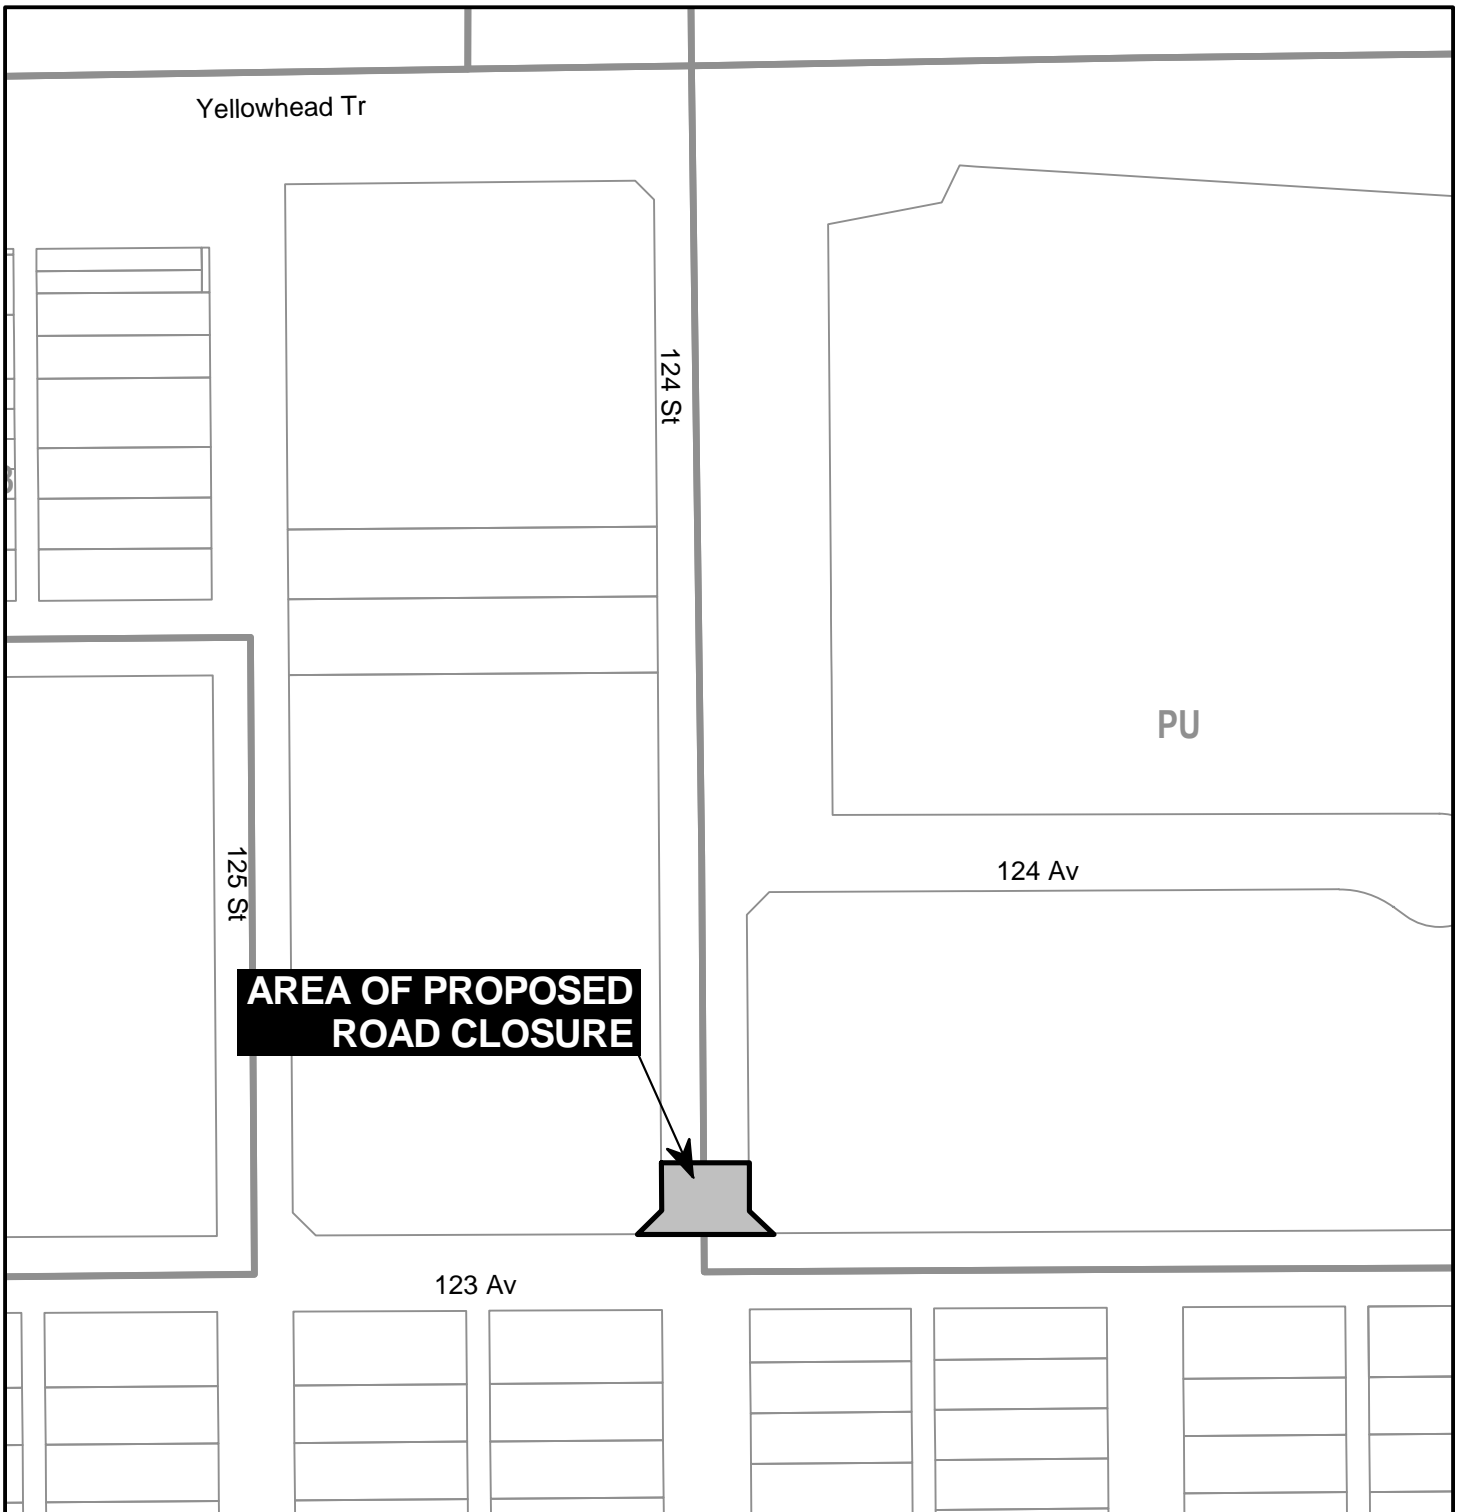 Yellowhead Tr
124 St
PU
124 Av
125 St
AREA OF PROPOSED
ROAD CLOSURE
123 Av